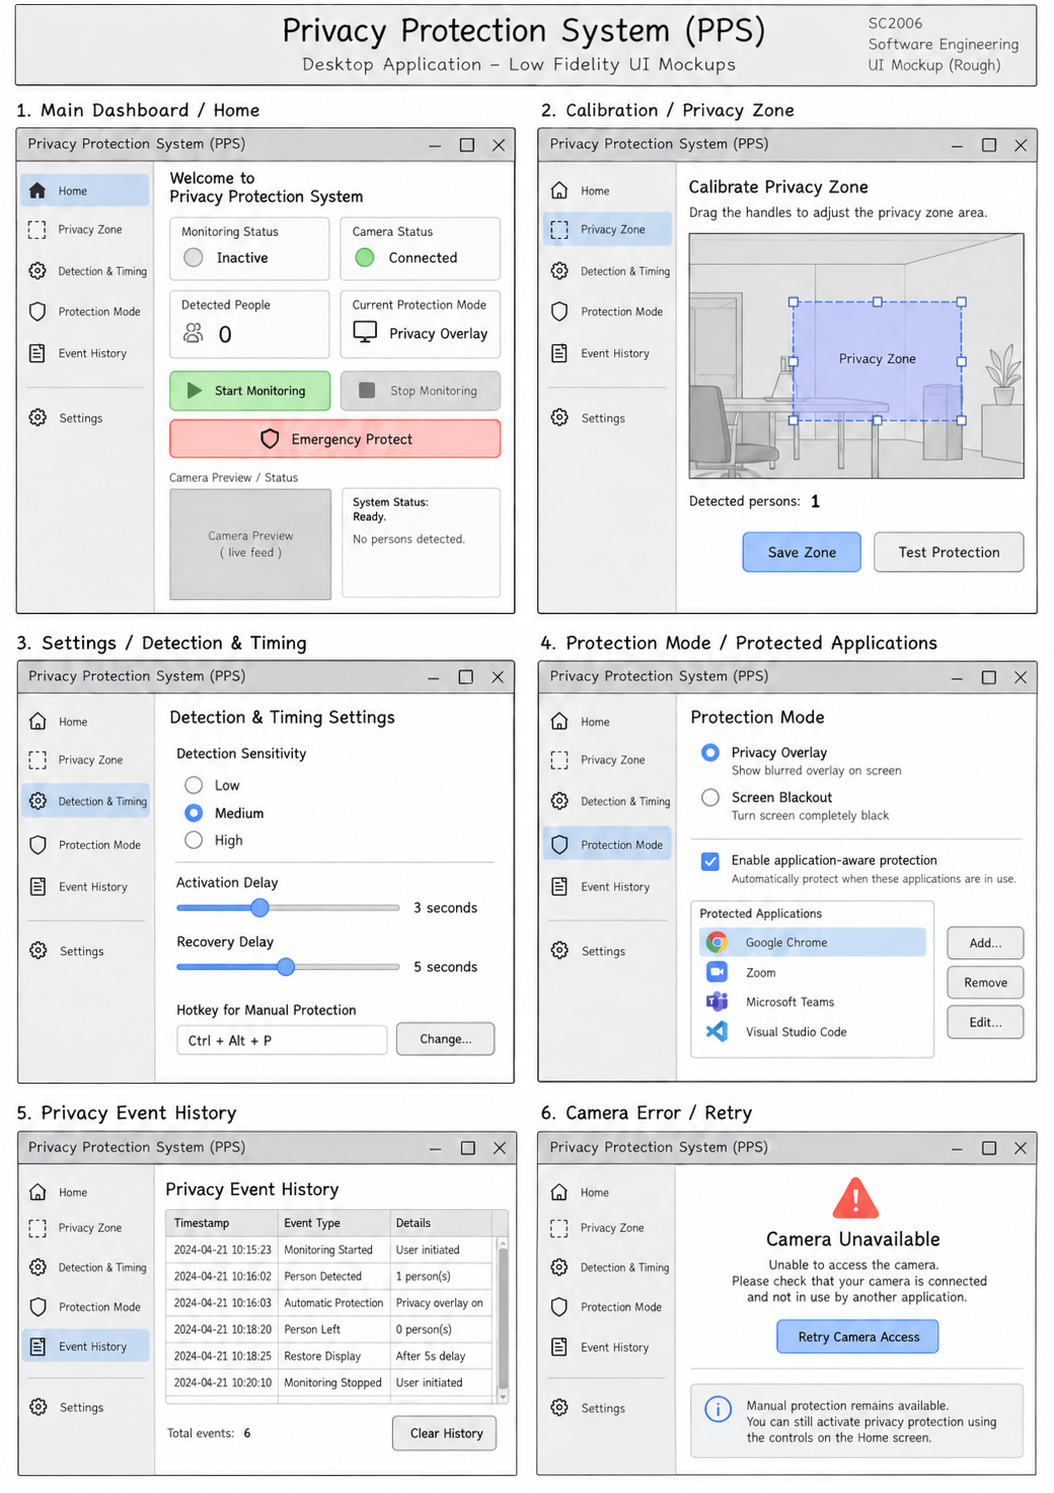 Privacy Protection System (PPS)
Desktop Application – Low Fidelity UI Mockups
SC2006
Software Engineering
UI Mockup (Rough)
1. Main Dashboard / Home
Privacy Protection System (PPS)
Home
Privacy Zone
Detection & Timing
Protection Mode
Event History
Settings
Welcome to
Privacy Protection System
Monitoring Status
Inactive
Camera Status
Connected
Detected People
0
Current Protection Mode
Privacy Overlay
Start Monitoring
Stop Monitoring
Emergency Protect
Camera Preview / Status
Camera Preview
( live feed )
System Status:
Ready.
No persons detected.
2. Calibration / Privacy Zone
Privacy Protection System (PPS)
Home
Privacy Zone
Detection & Timing
Protection Mode
Event History
Settings
Calibrate Privacy Zone
Drag the handles to adjust the privacy zone area.
Privacy Zone
Detected persons: 1
Save Zone
Test Protection
3. Settings / Detection & Timing
Privacy Protection System (PPS)
Home
Privacy Zone
Detection & Timing
Protection Mode
Event History
Settings
Detection & Timing Settings
Detection Sensitivity
Low
Medium
High
Activation Delay
3 seconds
Recovery Delay
5 seconds
Hotkey for Manual Protection
Ctrl + Alt + P
Change...
4. Protection Mode / Protected Applications
Privacy Protection System (PPS)
Home
Privacy Zone
Detection & Timing
Protection Mode
Event History
Settings
Protection Mode
Privacy Overlay
Show blurred overlay on screen
Screen Blackout
Turn screen completely black
Enable application-aware protection
Automatically protect when these applications are in use.
Protected Applications
Google Chrome
Zoom
Microsoft Teams
Visual Studio Code
Add...
Remove
Edit...
5. Privacy Event History
Privacy Protection System (PPS)
Home
Privacy Zone
Detection & Timing
Protection Mode
Event History
Settings
Privacy Event History
Timestamp Event Type Details
2024-04-21 10:15:23 Monitoring Started User initiated
2024-04-21 10:16:02 Person Detected 1 person(s)
2024-04-21 10:16:03 Automatic Protection Privacy overlay on
2024-04-21 10:18:20 Person Left 0 person(s)
2024-04-21 10:18:25 Restore Display After 5s delay
2024-04-21 10:20:10 Monitoring Stopped User initiated
Total events: 6
Clear History
6. Camera Error / Retry
Privacy Protection System (PPS)
Home
Privacy Zone
Detection & Timing
Protection Mode
Event History
Settings
Camera Unavailable
Unable to access the camera.
Please check that your camera is connected
and not in use by another application.
Retry Camera Access
Manual protection remains available.
You can still activate privacy protection using
the controls on the Home screen.